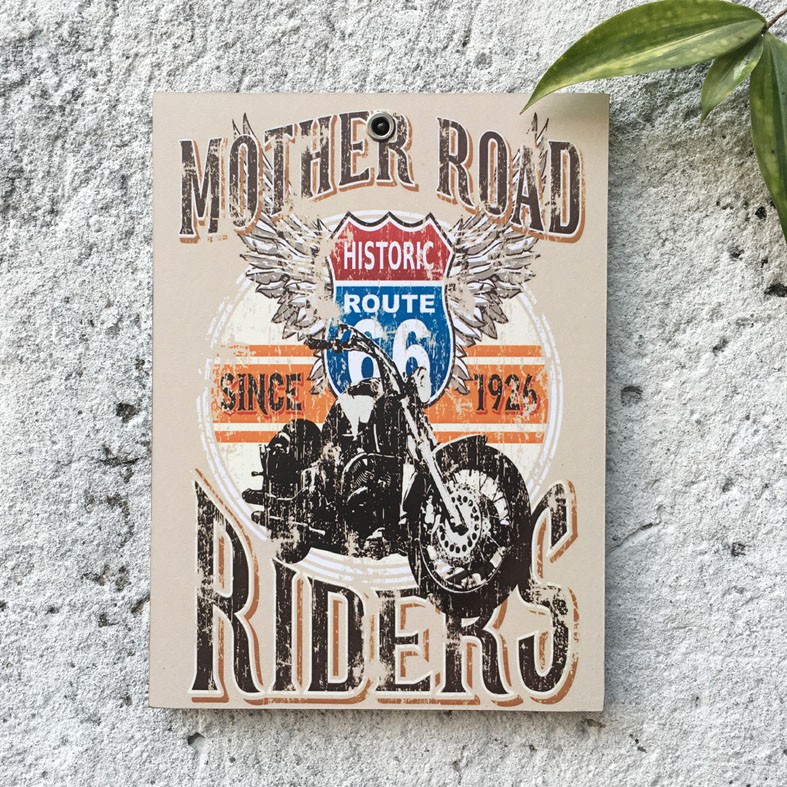 MOTHER ROAD
HISTORIC
ROUTE
66
SINCE 1926
RIDERS